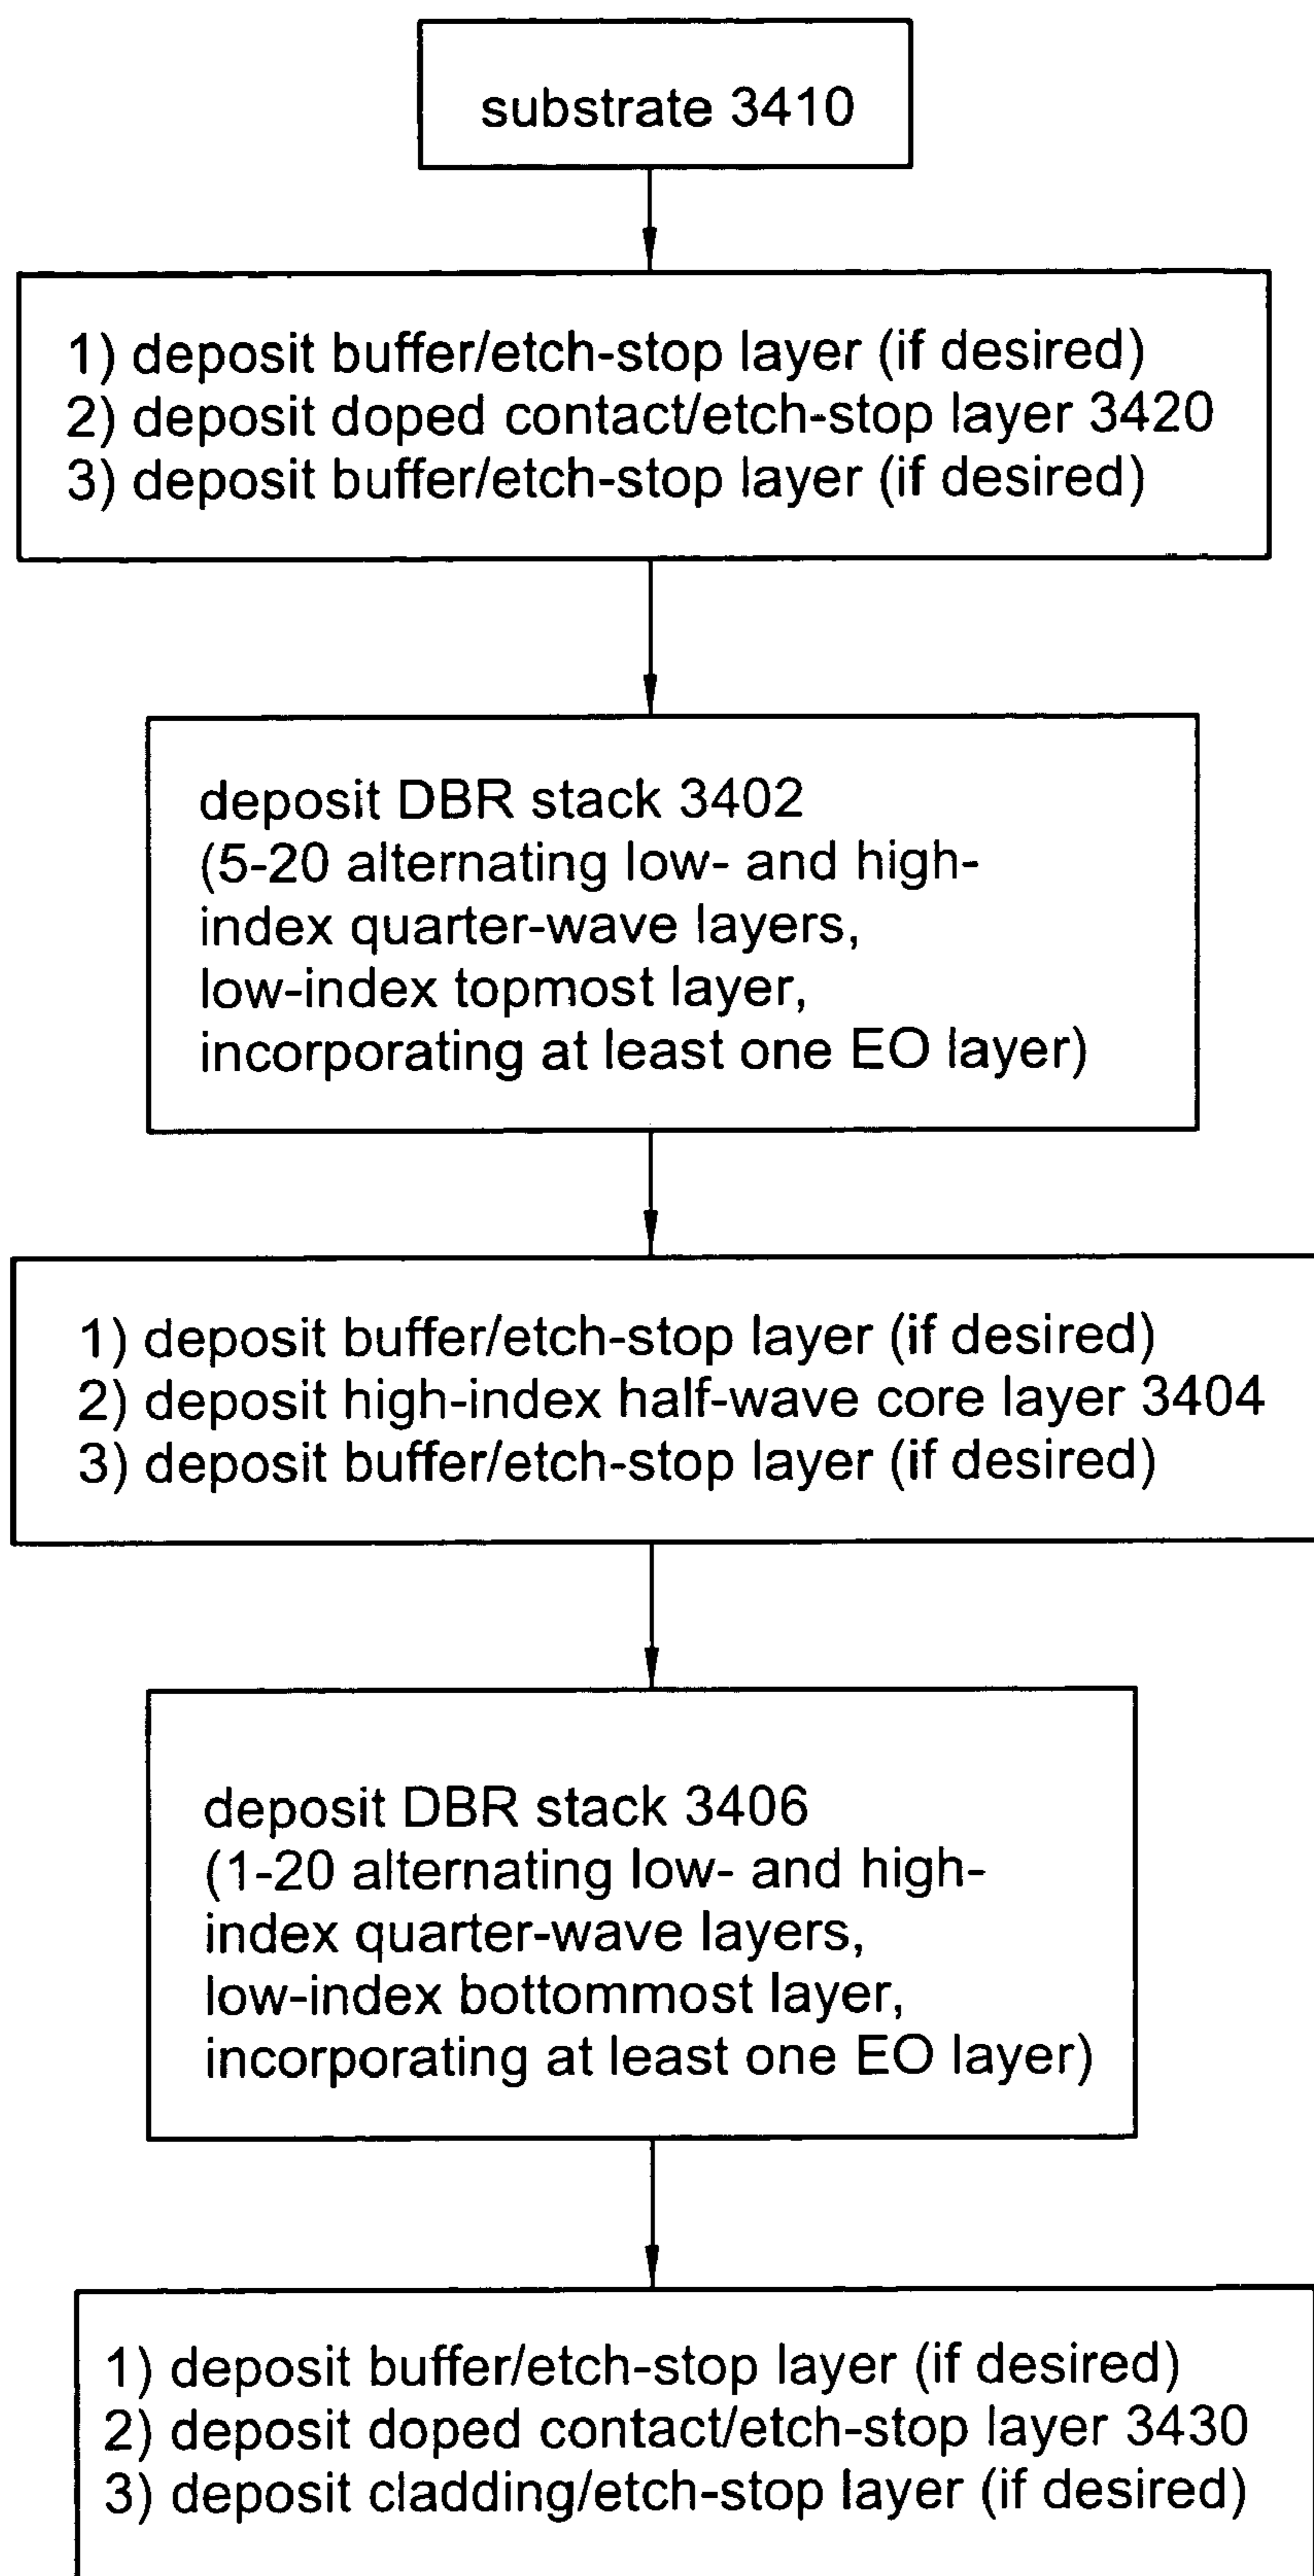 substrate 3410
1) deposit buffer/etch-stop layer (if desired)
2) deposit doped contact/etch-stop layer 3420
3) deposit buffer/etch-stop layer (if desired)
deposit DBR stack 3402
(5-20 alternating low- and high-
index quarter-wave layers,
low-index topmost layer,
incorporating at least one EO layer)
1) deposit buffer/etch-stop layer (if desired)
2) deposit high-index half-wave core layer 3404
3) deposit buffer/etch-stop layer (if desired)
deposit DBR stack 3406
(1-20 alternating low- and high-
index quarter-wave layers,
low-index bottommost layer,
incorporating at least one EO layer)
1) deposit buffer/etch-stop layer (if desired)
2) deposit doped contact/etch-stop layer 3430
3) deposit cladding/etch-stop layer (if desired)